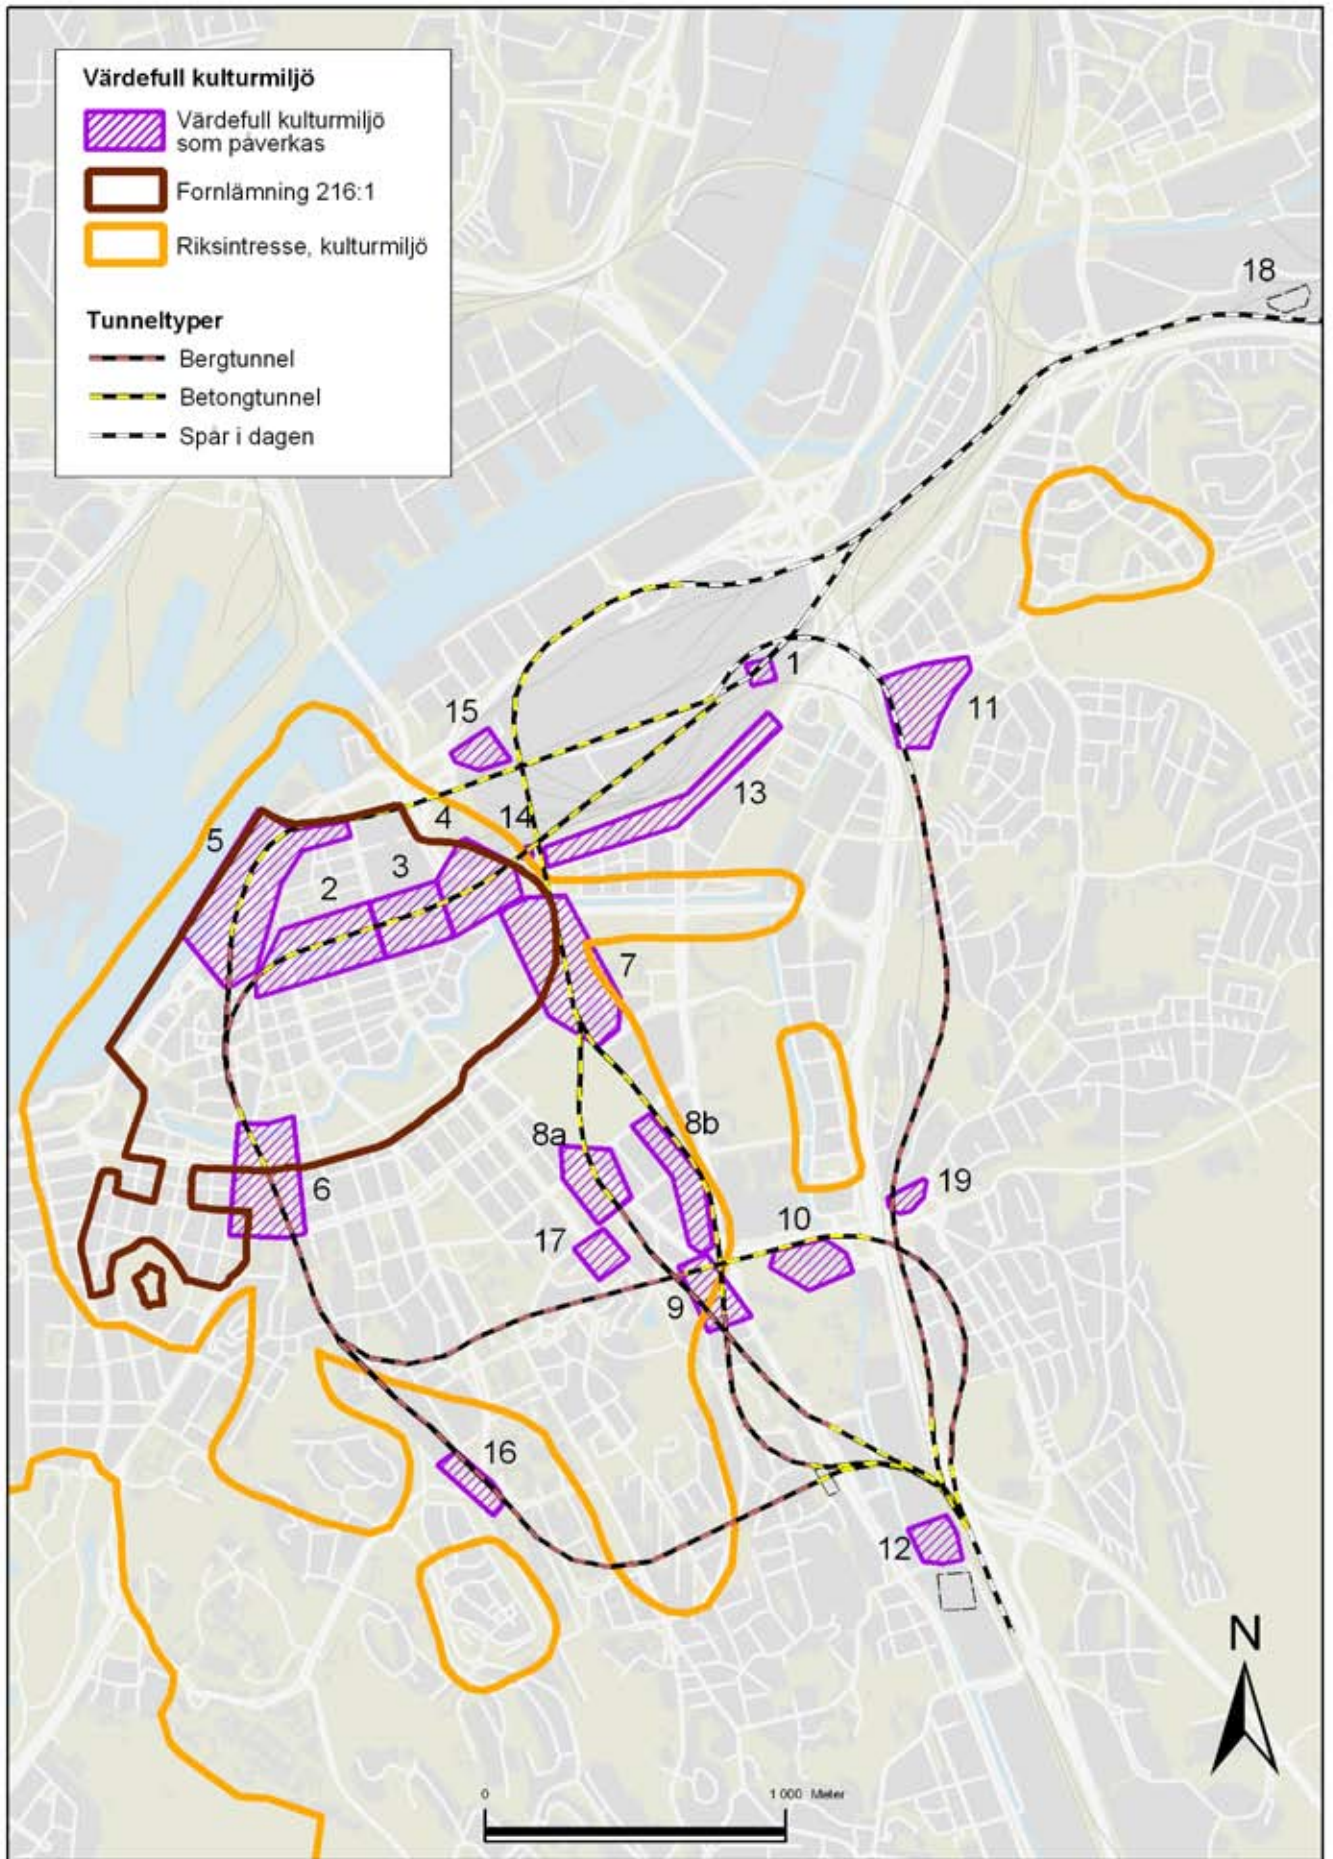 Värdefull kulturmiljö
Värdefull kulturmiljö
som påverkas
Fornlämning 216:1
Riksintresse, kulturmiljö
Tunneltyper
Bergtunnel
Betongtunnel
Spår i dagen
18
1
11
15
13
4
14
5
3
2
7
8b
8a
6
19
10
17
9
16
12
N
0
1 000 Meter